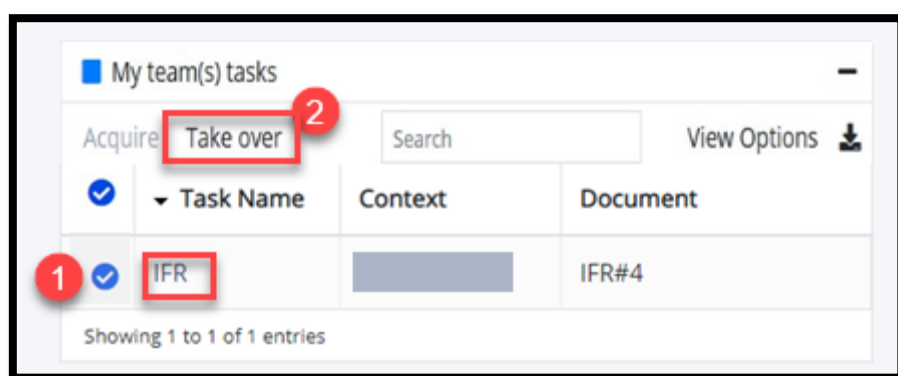 My team(s) tasks
2
Acquire Take over Search View Options
Task Name Context Document
1 IFR IFR#4
Showing 1 to 1 of 1 entries